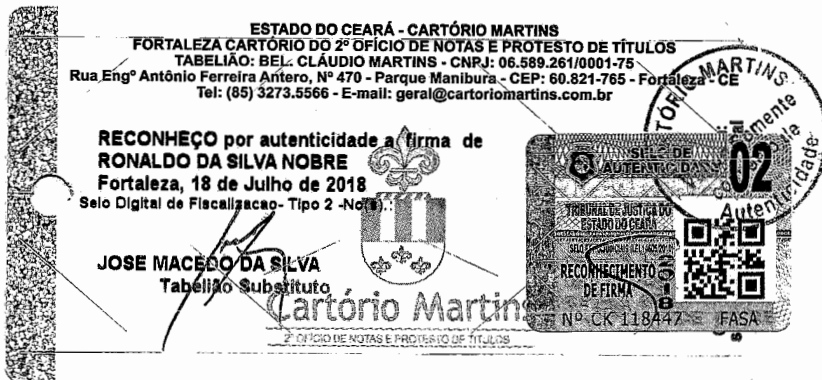 ESTADO DO CEARÁ - CARTÓRIO MARTINS
FORTALEZA CARTÓRIO DO 2º OFÍCIO DE NOTAS E PROTESTO DE TÍTULOS
TABELIÃO: BEL. CLÁUDIO MARTINS - CNPJ: 06.589.261/0001-75
Rua Engº Antônio Ferreira Antero, Nº 470 - Parque Manibura - CEP: 60.821-765 - Fortaleza - CE
Tel: (85) 3273.5566 - E-mail: geral@cartoriomartins.com.br
RECONHEÇO por autenticidade a firma de
RONALDO DA SILVA NOBRE
Fortaleza, 18 de Julho de 2018
Selo Digital de Fiscalizacao- Tipo 2 -No(s).:
JOSE MACEDO DA SILVA
Tabelião Substituto
Cartório Martins
2º OFÍCIO DE NOTAS E PROTESTO DE TÍTULOS
SELO DE
AUTENTICIDADE
02
TRIBUNAL DE JUSTIÇA DO
ESTADO DO CEARÁ
RECONHECIMENTO
DE FIRMA
Nº CK 118447 FASA
MARTINS
Autenticidade